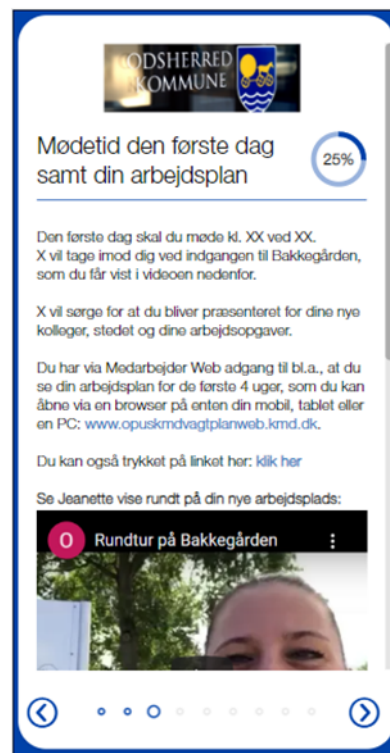 ODSHERRED
KOMMUNE
Mødetid den første dag
samt din arbejdsplan
25%
Den første dag skal du møde kl. XX ved XX.
X vil tage imod dig ved indgangen til Bakkegården,
som du får vist i videoen nedenfor.
X vil sørge for at du bliver præsenteret for dine nye
kolleger, stedet og dine arbejdsopgaver.
Du har via Medarbejder Web adgang til bl.a., at du
se din arbejdsplan for de første 4 uger, som du kan
åbne via en browser på enten din mobil, tablet eller
en PC: www.opuskmdvagtplanweb.kmd.dk.
Du kan også trykket på linket her: klik her
Se Jeanette vise rundt på din nye arbejdsplads:
O Rundtur på Bakkegården